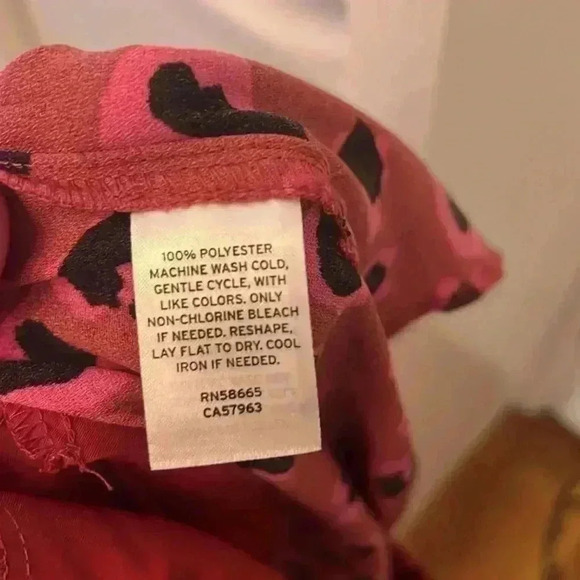 100% POLYESTER
MACHINE WASH COLD,
GENTLE CYCLE, WITH
LIKE COLORS. ONLY
NON-CHLORINE BLEACH
IF NEEDED. RESHAPE,
LAY FLAT TO DRY. COOL
IRON IF NEEDED.
RN58665
CA57963